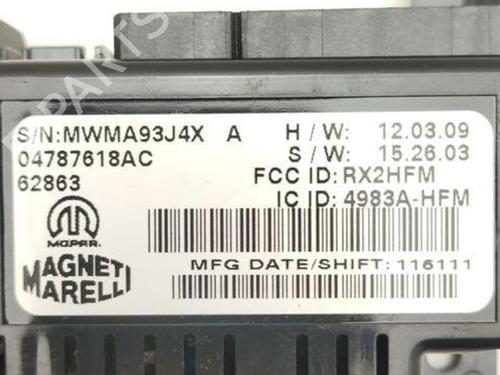 S/N:MWMA93J4X A H/W: 12.03.09
04787618AC S/W: 15.26.03
62863 FCC ID:RX2HFM
IC ID: 4983A-HFM
MOPAR
MAGNETI
MARELLI
MFG DATE/SHIFT: 116111